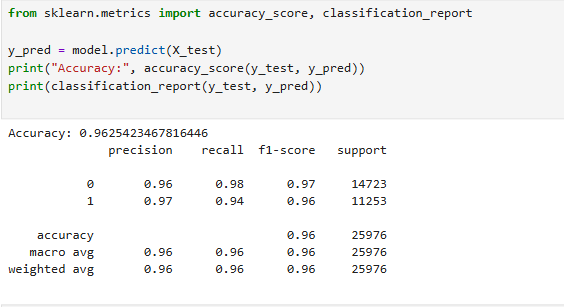 from sklearn.metrics import accuracy_score, classification_report
y_pred = model.predict(X_test)
print("Accuracy:", accuracy_score(y_test, y_pred))
print(classification_report(y_test, y_pred))
Accuracy: 0.9625423467816446
precision recall f1-score support
0 0.96 0.98 0.97 14723
1 0.97 0.94 0.96 11253
accuracy 0.96 25976
macro avg 0.96 0.96 0.96 25976
weighted avg 0.96 0.96 0.96 25976